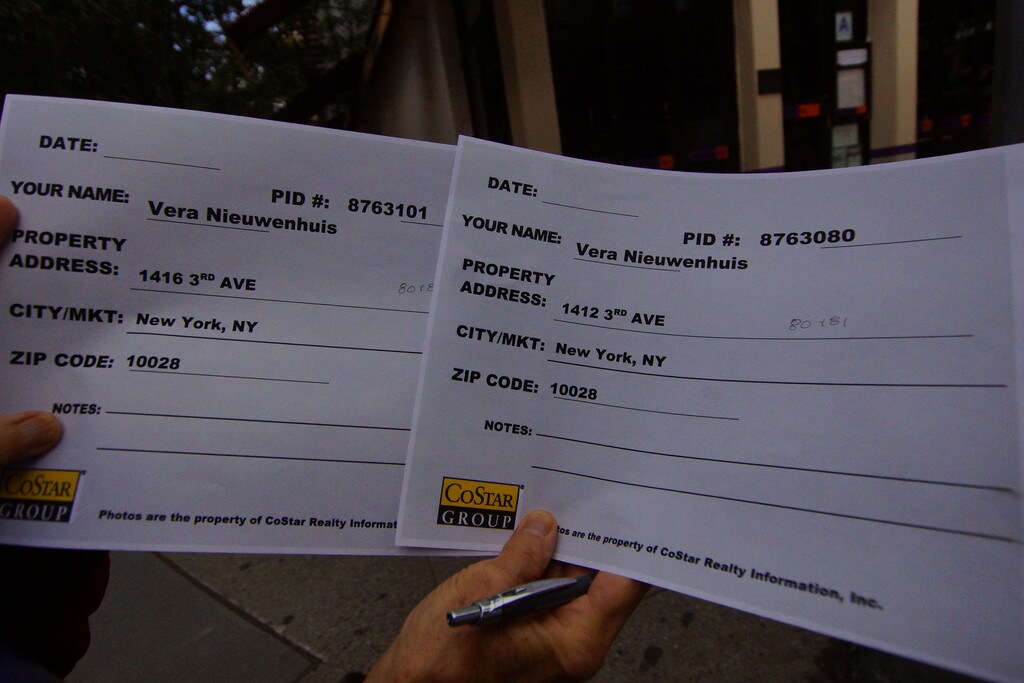 DATE:
YOUR NAME: Vera Nieuwenhuis PID #: 8763101
PROPERTY
ADDRESS: 1416 3RD AVE
CITY/MKT: New York, NY
ZIP CODE: 10028
NOTES:
COSTAR
GROUP
Photos are the property of CoStar Realty Informat
DATE:
YOUR NAME: Vera Nieuwenhuis PID #: 8763080
PROPERTY
ADDRESS: 1412 3RD AVE 80+81
CITY/MKT: New York, NY
ZIP CODE: 10028
NOTES:
COSTAR
GROUP
are the property of CoStar Realty Information, Inc.
A